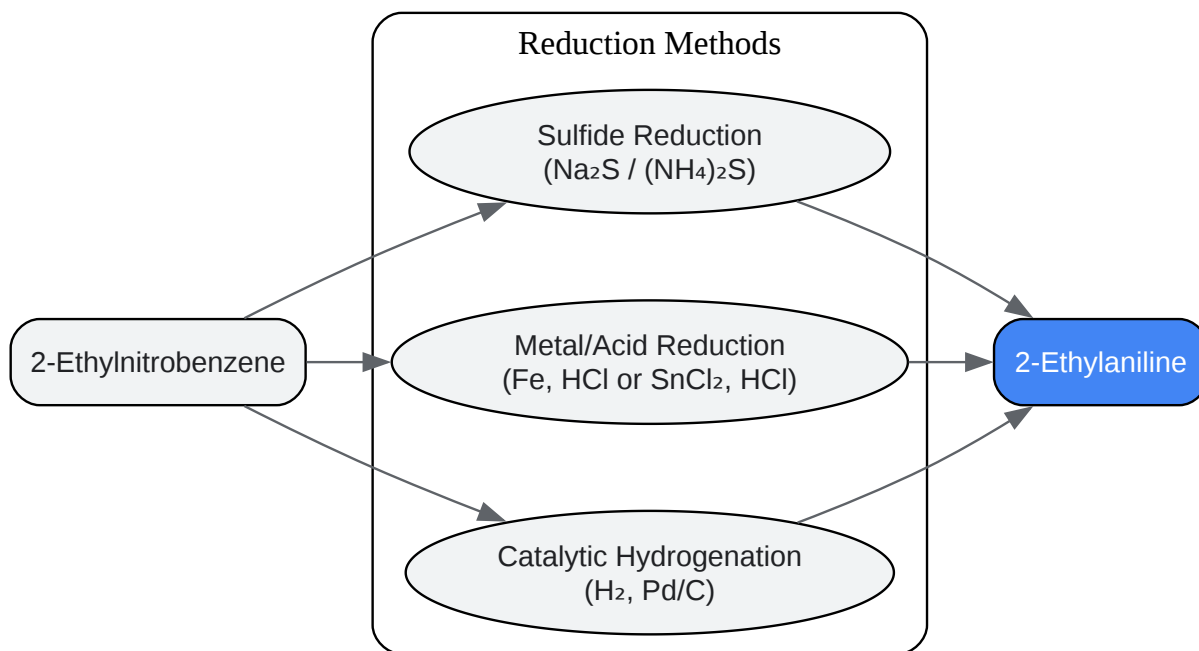 Reduction Methods
Sulfide Reduction
(Na₂S / (NH₄)₂S)
2-Ethylnitrobenzene
Metal/Acid Reduction
(Fe, HCl or SnCl₂, HCl)
2-Ethylaniline
Catalytic Hydrogenation
(H₂, Pd/C)